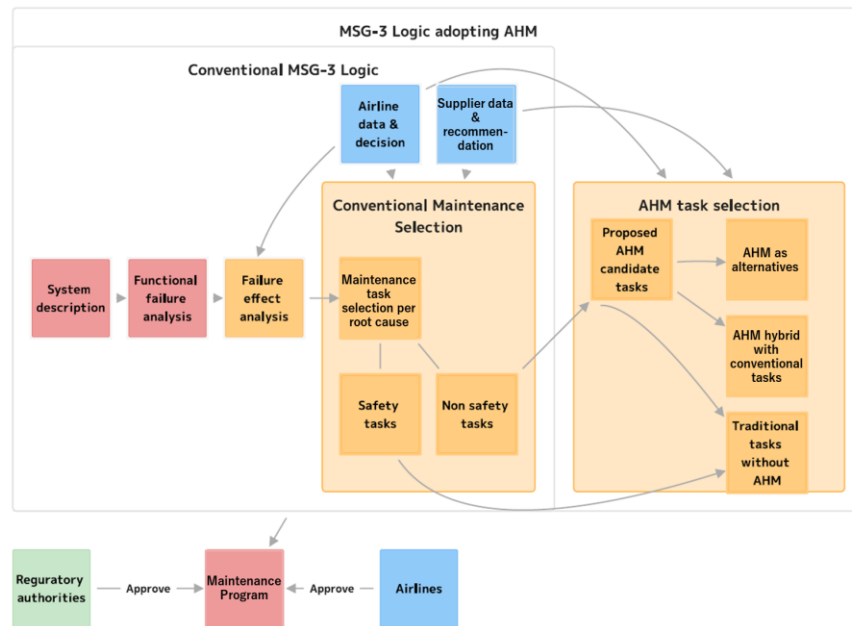 MSG-3 Logic adopting AHM
Conventional MSG-3 Logic
Airline
data &
decision
Supplier data
&
recommen-
dation
Conventional Maintenance
Selection
AHM task selection
System
description
Functional
failure
analysis
Failure
effect
analysis
Maintenance
task
selection per
root cause
Safety
tasks
Non safety
tasks
Proposed
AHM
candidate
tasks
AHM as
alternatives
AHM hybrid
with
conventional
tasks
Traditional
tasks
without
AHM
Reguratory
authorities
Approve
Maintenance
Program
Approve
Airlines